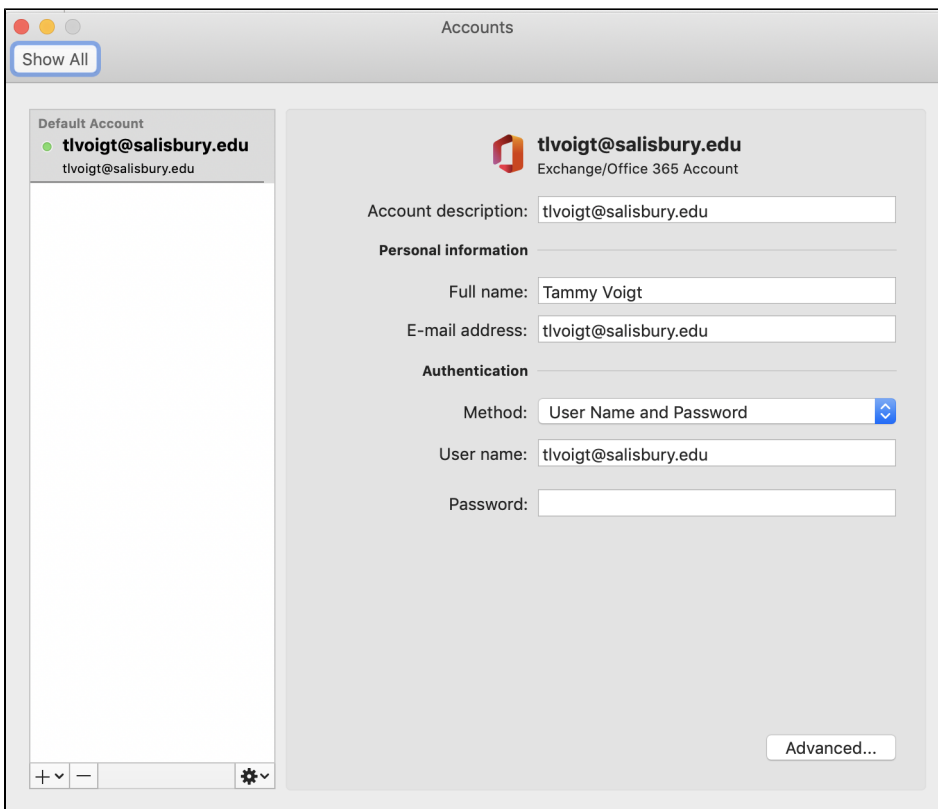 Accounts
Show All
Default Account
tlvoigt@salisbury.edu
tlvoigt@salisbury.edu
tlvoigt@salisbury.edu
Exchange/Office 365 Account
Account description: tlvoigt@salisbury.edu
Personal information
Full name: Tammy Voigt
E-mail address: tlvoigt@salisbury.edu
Authentication
Method: User Name and Password
User name: tlvoigt@salisbury.edu
Password:
Advanced...